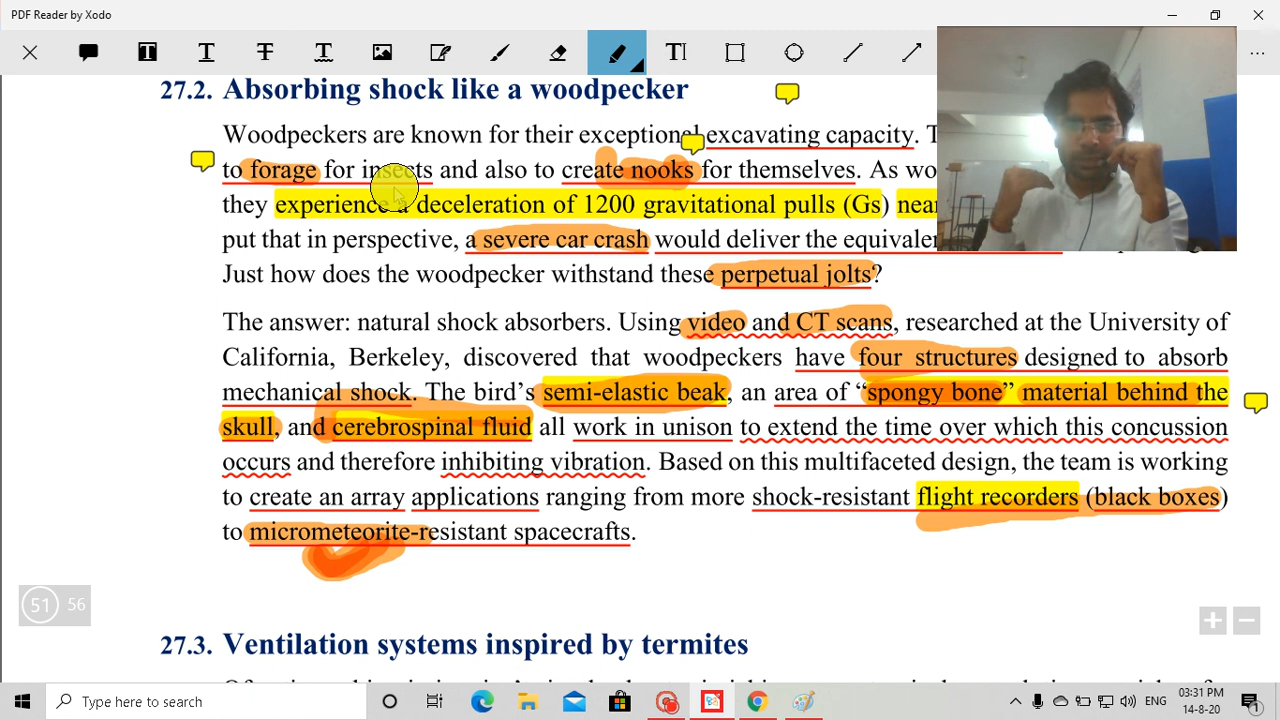 PDF Reader by Xodo
27.2. Absorbing shock like a woodpecker
Woodpeckers are known for their exceptional excavating capacity. T
to forage for insects and also to create nooks for themselves. As wo
they experience a deceleration of 1200 gravitational pulls (Gs) near
put that in perspective, a severe car crash would deliver the equivalen
Just how does the woodpecker withstand these perpetual jolts?
The answer: natural shock absorbers. Using video and CT scans, researched at the University of
California, Berkeley, discovered that woodpeckers have four structures designed to absorb
mechanical shock. The bird's semi-elastic beak, an area of “spongy bone” material behind the
skull, and cerebrospinal fluid all work in unison to extend the time over which this concussion
occurs and therefore inhibiting vibration. Based on this multifaceted design, the team is working
to create an array applications ranging from more shock-resistant flight recorders (black boxes)
to micrometeorite-resistant spacecrafts.
51 56
27.3. Ventilation systems inspired by termites
Type here to search
ENG
03:31 PM
14-8-20